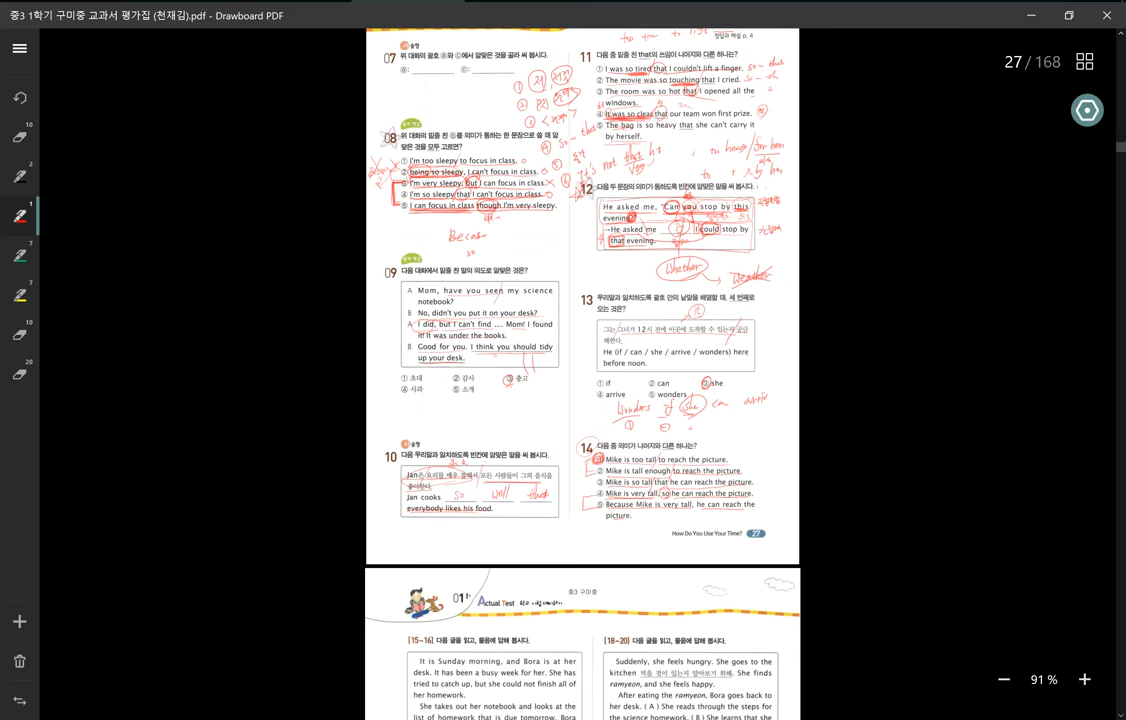 중3 1학기 구미중 교과서 평가집 (천재김).pdf - Drawboard PDF
27 / 168
정답과 해설 p. 4
07 위 대화의 괄호 ⓐ와 ⓒ에서 알맞은 것을 골라 써 봅시다.
ⓐ: ⓒ:
08 위 대화의 밑줄 친 ⓑ를 의미가 통하는 한 문장으로 쓸 때 알
맞은 것을 모두 고르면?
① I'm too sleepy to focus in class.
② being so sleepy, I can't focus in class.
③ I'm very sleepy, but I can focus in class.
④ I'm so sleepy that I can't focus in class.
⑤ I can focus in class though I'm very sleepy.
09 다음 대화에서 밑줄 친 말의 의도로 알맞은 것은?
A Mom, have you seen my science
notebook?
B No, didn't you put it on your desk?
A I did, but I can't find .... Mom! I found
it! It was under the books.
B Good for you. I think you should tidy
up your desk.
① 초대 ② 감사 ③ 충고
④ 사과 ⑤ 소개
10 다음 우리말과 일치하도록 빈칸에 알맞은 말을 써 봅시다.
Jan은 요리를 매우 잘해서 모든 사람들이 그의 음식을
좋아한다.
Jan cooks so well that
everybody likes his food.
11 다음 중 밑줄 친 that의 쓰임이 나머지와 다른 하나는?
① I was so tired that I couldn't lift a finger.
② The movie was so touching that I cried.
③ The room was so hot that I opened all the
windows.
④ It was so clear that our team won first prize.
⑤ The bag is so heavy that she can't carry it
by herself.
12 다음 두 문장의 의미가 통하도록 빈칸에 알맞은 말을 써 봅시다.
He asked me, "Can you stop by this
evening?"
→ He asked me if I could stop by
that evening.
Whether
Weather
13 우리말과 일치하도록 괄호 안의 낱말을 배열할 때, 세 번째로
오는 것은?
그는 그녀가 12시 전에 이곳에 도착할 수 있는지 궁금
해한다.
He (if / can / she / arrive / wonders) here
before noon.
① if ② can ③ she
④ arrive ⑤ wonders
Wonders if she can
14 다음 중 의미가 나머지와 다른 하나는?
① Mike is too tall to reach the picture.
② Mike is tall enough to reach the picture.
③ Mike is so tall that he can reach the picture.
④ Mike is very tall, so he can reach the picture.
⑤ Because Mike is very tall, he can reach the
picture.
How Do You Use Your Time? 27
01 Actual Test
중3 구미중
[15~16] 다음 글을 읽고, 물음에 답해 봅시다.
It is Sunday morning, and Bora is at her
desk. It has been a busy week for her. She has
tried to catch up, but she could not finish all of
her homework.
She takes out her notebook and looks at the
list of homework that is due tomorrow. Bora
[18~20] 다음 글을 읽고, 물음에 답해 봅시다.
Suddenly, she feels hungry. She goes to the
kitchen 먹을 것이 있는지 알아보기 위해. She finds
ramyeon, and she feels happy.
After eating the ramyeon, Bora goes back to
her desk. ( A ) She reads through the steps for
the science homework. ( B ) She learns that she
91 %